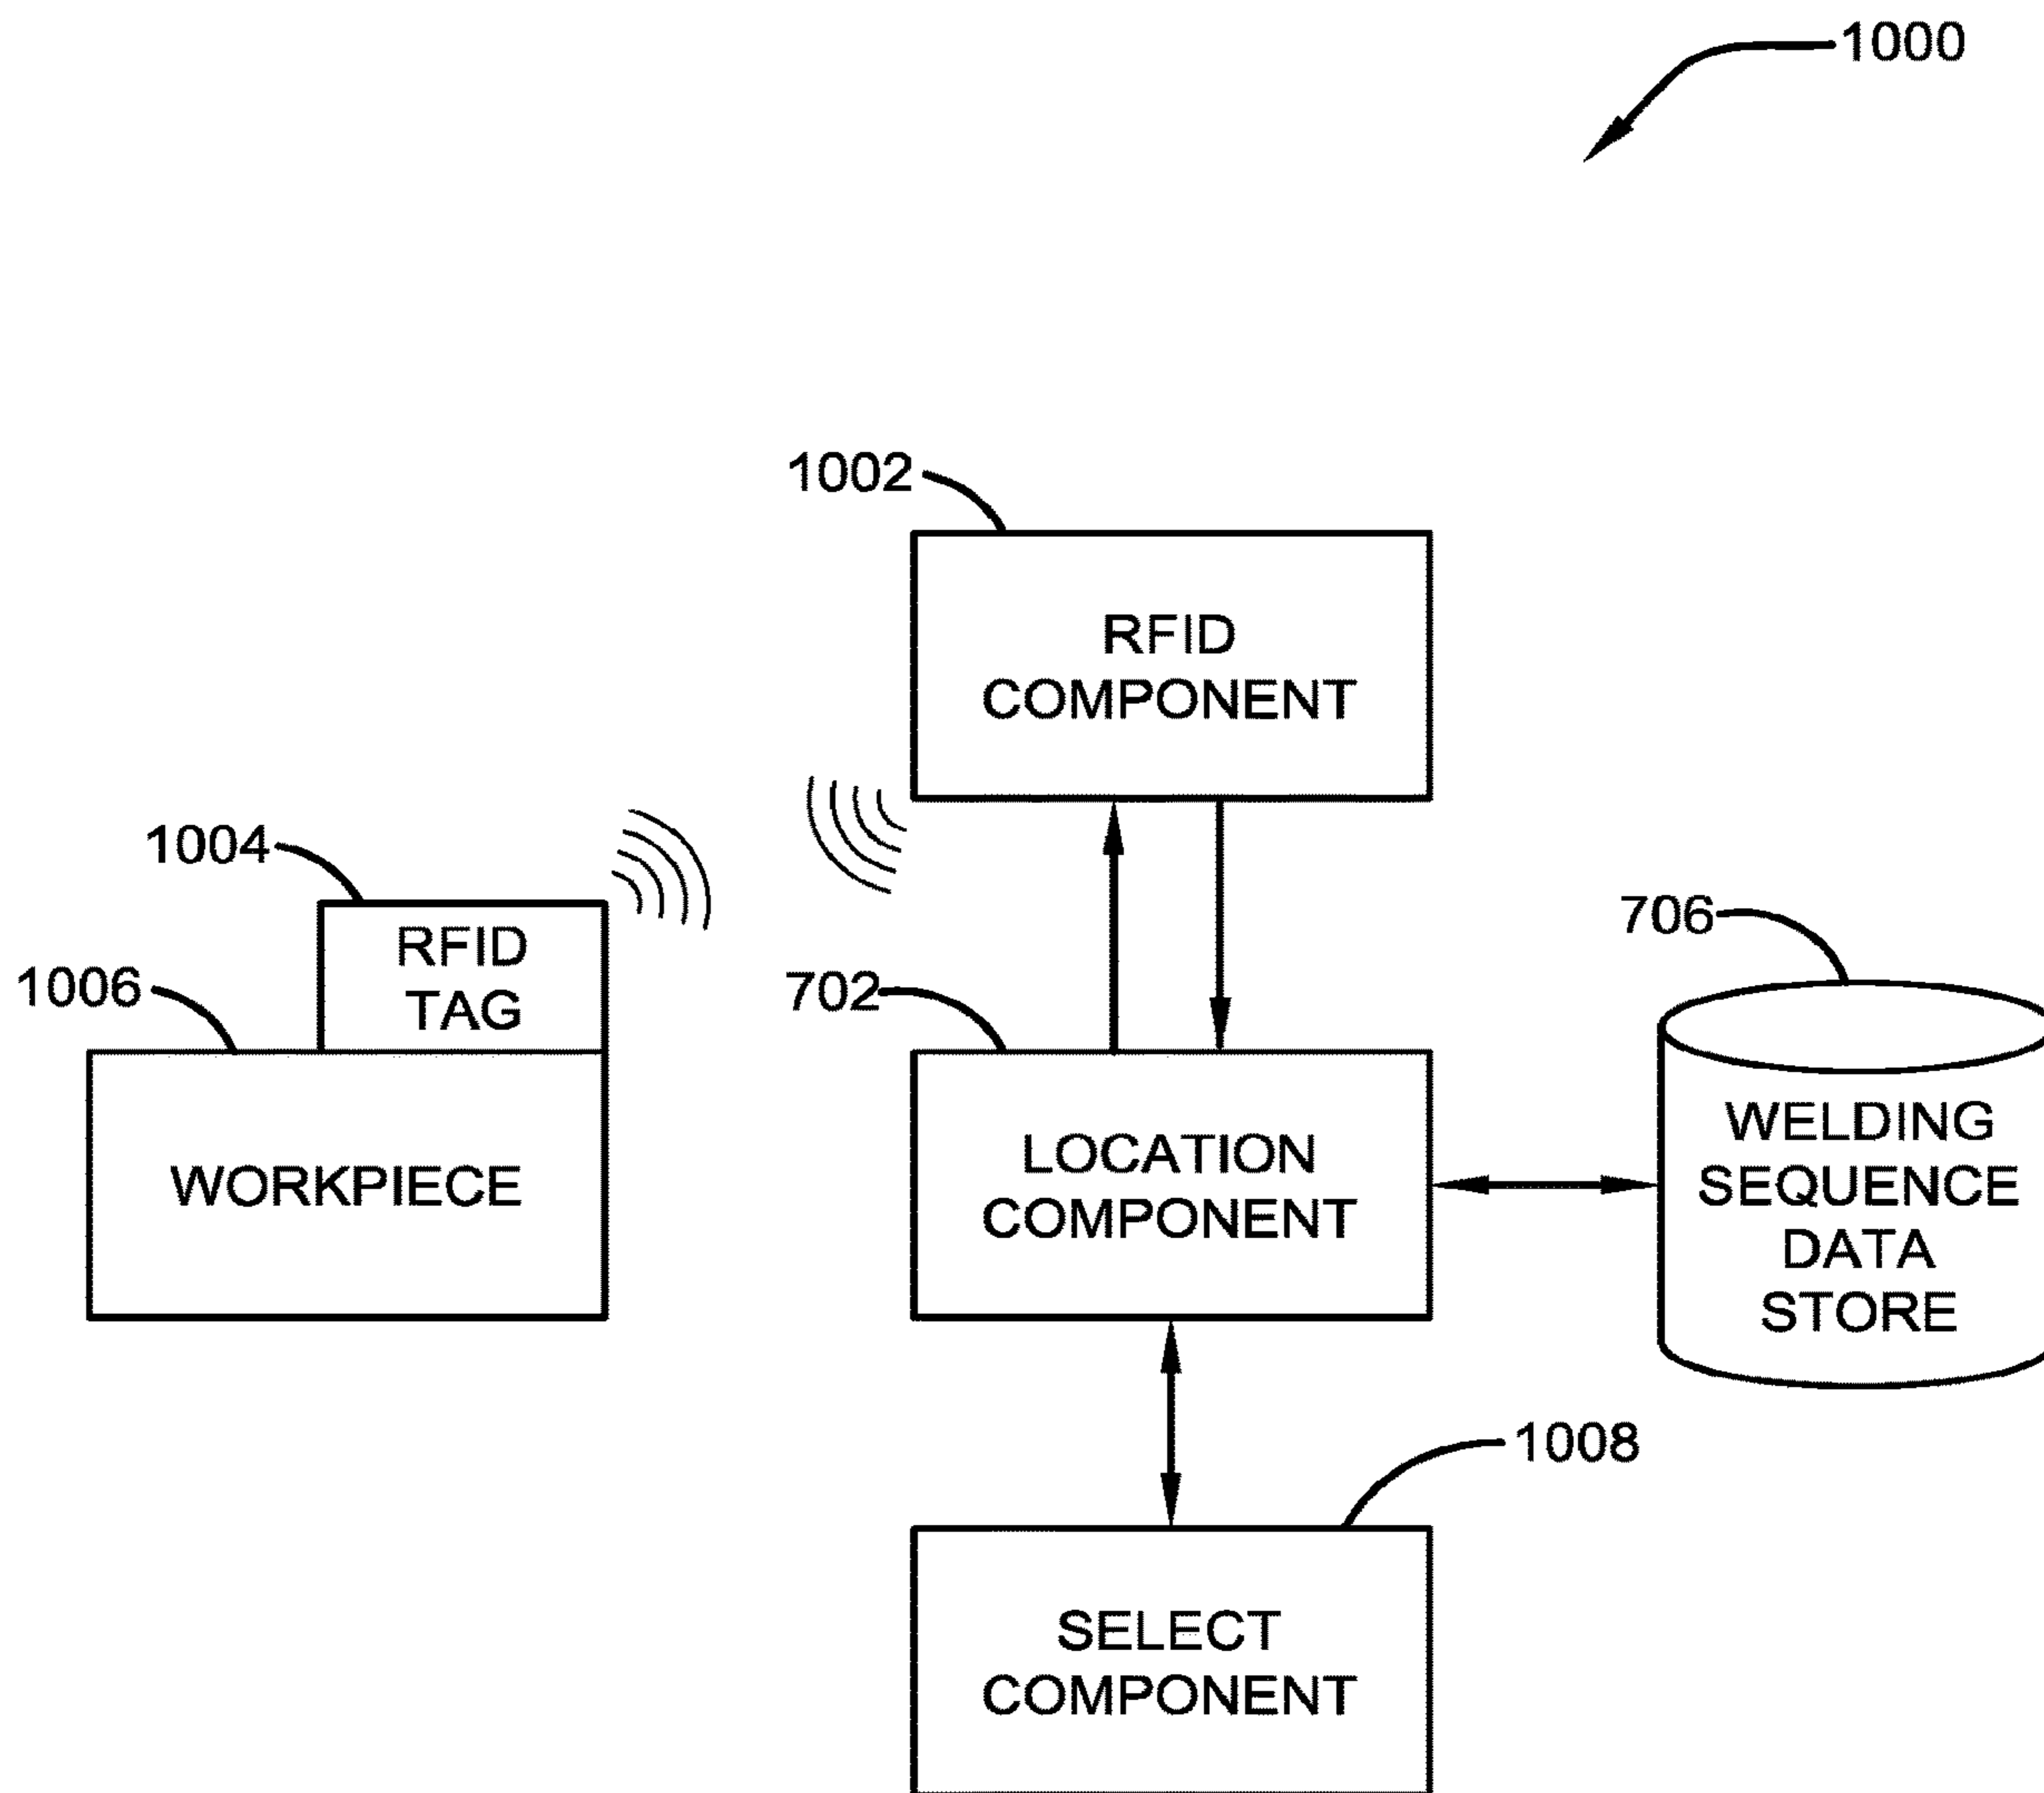 1000
1002
RFID
COMPONENT
1004
RFID
TAG
1006
WORKPIECE
702
LOCATION
COMPONENT
706
WELDING
SEQUENCE
DATA
STORE
1008
SELECT
COMPONENT